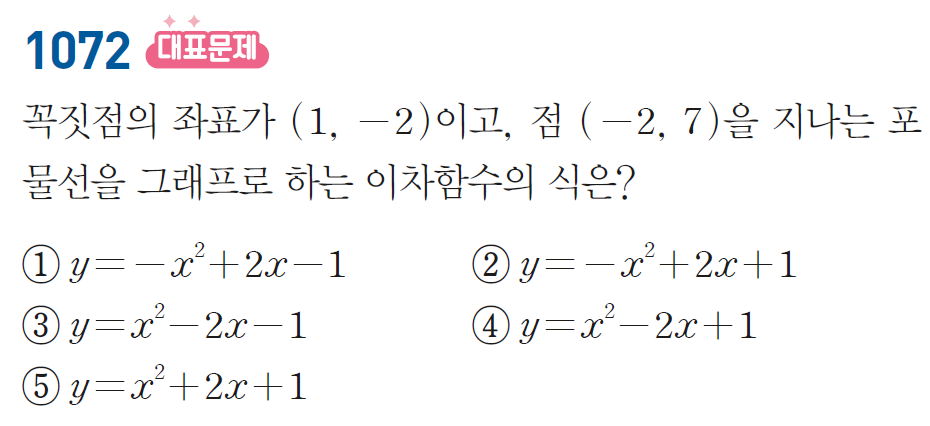 1072 대표문제
꼭짓점의 좌표가 (1, −2)이고, 점 (−2, 7)을 지나는 포
물선을 그래프로 하는 이차함수의 식은?
① y=−x²+2x−1 ② y=−x²+2x+1
③ y=x²−2x−1 ④ y=x²−2x+1
⑤ y=x²+2x+1